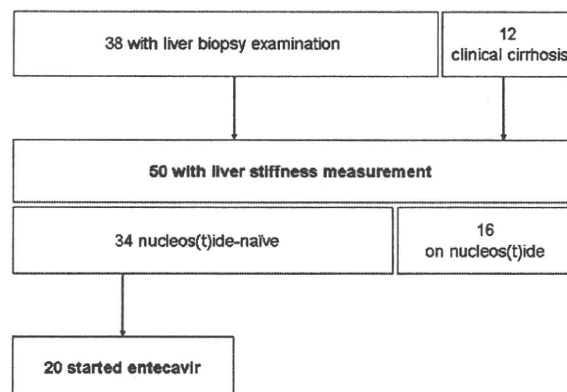 38 with liver biopsy examination
12
clinical cirrhosis
50 with liver stiffness measurement
34 nucleos(t)ide-naïve
16
on nucleos(t)ide
20 started entecavir